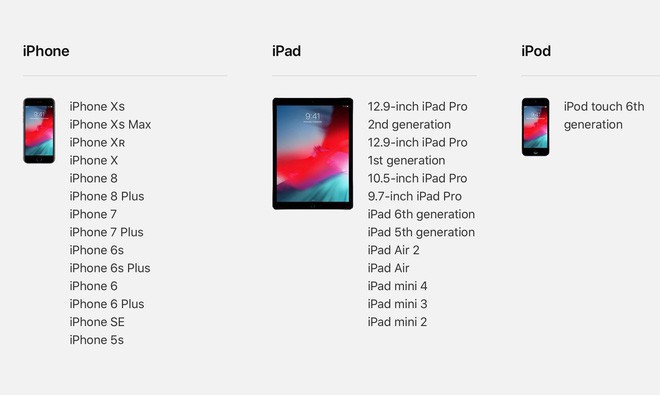 iPhone
iPhone Xs
iPhone Xs Max
iPhone XR
iPhone X
iPhone 8
iPhone 8 Plus
iPhone 7
iPhone 7 Plus
iPhone 6s
iPhone 6s Plus
iPhone 6
iPhone 6 Plus
iPhone SE
iPhone 5s
iPad
9:41
12.9-inch iPad Pro
2nd generation
12.9-inch iPad Pro
1st generation
10.5-inch iPad Pro
9.7-inch iPad Pro
iPad 6th generation
iPad 5th generation
iPad Air 2
iPad Air
iPad mini 4
iPad mini 3
iPad mini 2
iPod
iPod touch 6th
generation